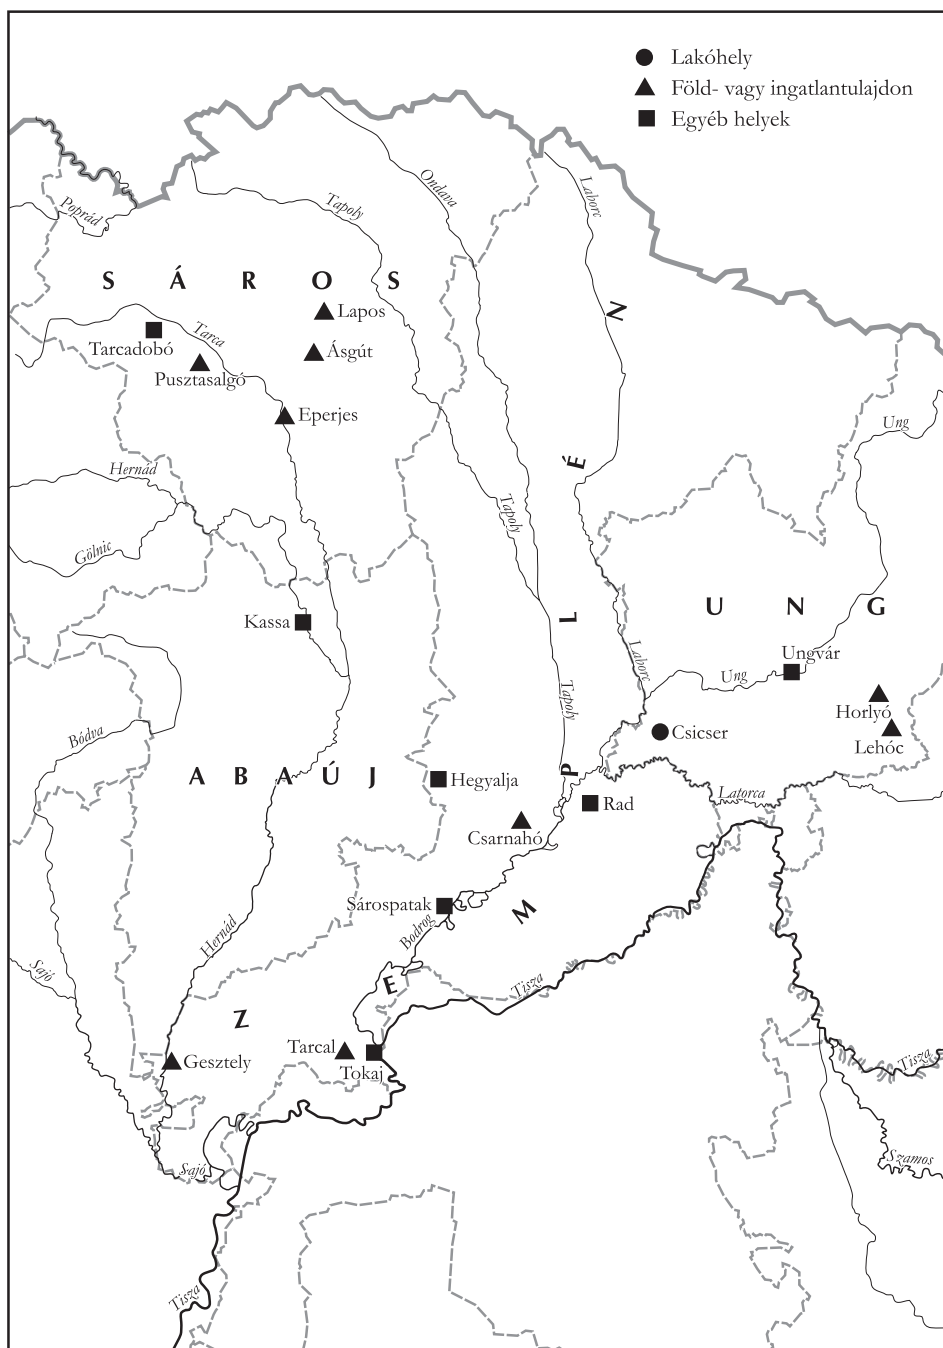 Lakóhely
Föld- vagy ingatlantulajdon
Egyéb helyek
Poprád
Tapoly
Ondava
Laborc
S Á R O S
Lapos
Tarcadobó
Tarca
Ásgút
Pusztasalgó
Eperjes
Ung
Hernád
Gölnic
Tapoly
Z E M P L É N
U N G
Kassa
Laborc
Ung
Ungvár
Tapoly
Horlyó
Lehóc
Csicser
Bódva
A B A Ú J
Hegyalja
Rad
Latorca
Csarnahó
Sárospatak
Bodrog
Hernád
Sajó
Tisza
Tarcal
Tokaj
Gesztely
Tisza
Szamos
Sajó
Tisza